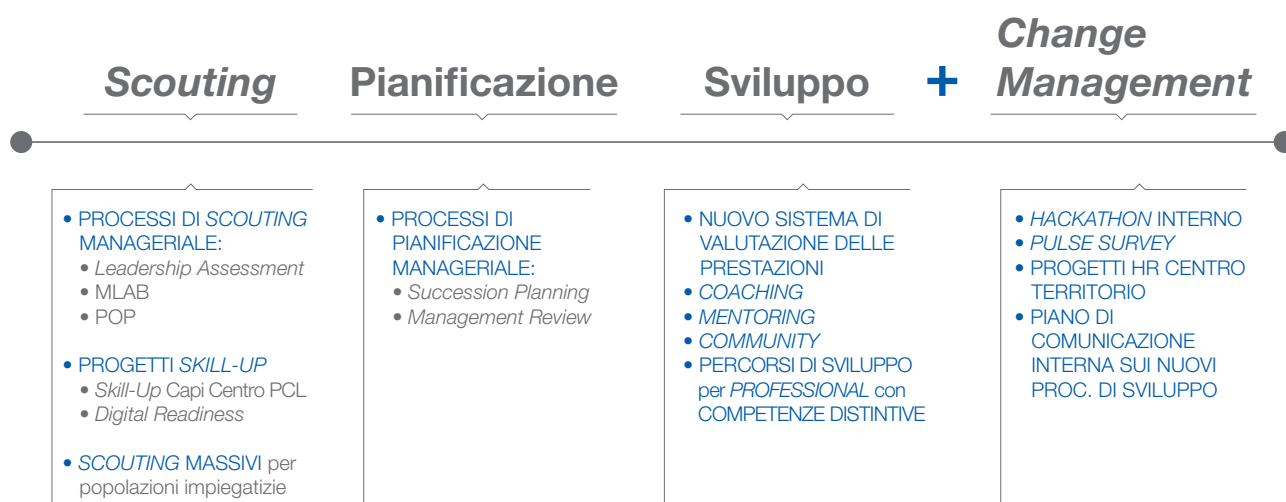 Scouting
Pianificazione
Sviluppo
+
Change
Management
• PROCESSI DI SCOUTING
MANAGERIALE:
• Leadership Assessment
• MLAB
• POP
• PROGETTI SKILL-UP
• Skill-Up Capi Centro PCL
• Digital Readiness
• SCOUTING MASSIVI per
popolazioni impiegatizie
• PROCESSI DI
PIANIFICAZIONE
MANAGERIALE:
• Succession Planning
• Management Review
• NUOVO SISTEMA DI
VALUTAZIONE DELLE
PRESTAZIONI
• COACHING
• MENTORING
• COMMUNITY
• PERCORSI DI SVILUPPO
per PROFESSIONAL con
COMPETENZE DISTINTIVE
• HACKATHON INTERNO
• PULSE SURVEY
• PROGETTI HR CENTRO
TERRITORIO
• PIANO DI
COMUNICAZIONE
INTERNA SUI NUOVI
PROC. DI SVILUPPO